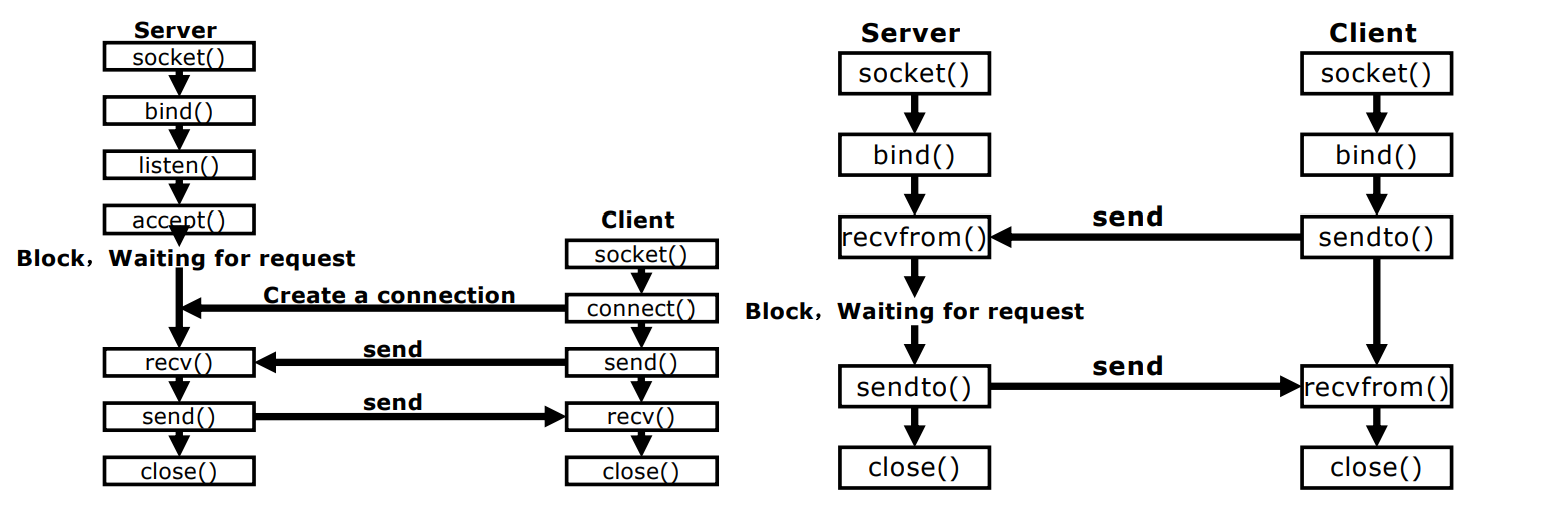 Server
socket()
bind()
listen()
accept()
Block，Waiting for request
recv()
send()
close()
Client
socket()
connect()
send()
recv()
close()
Create a connection
send
send
Server
socket()
bind()
recvfrom()
Block，Waiting for request
sendto()
close()
Client
socket()
bind()
sendto()
recvfrom()
close()
send
send